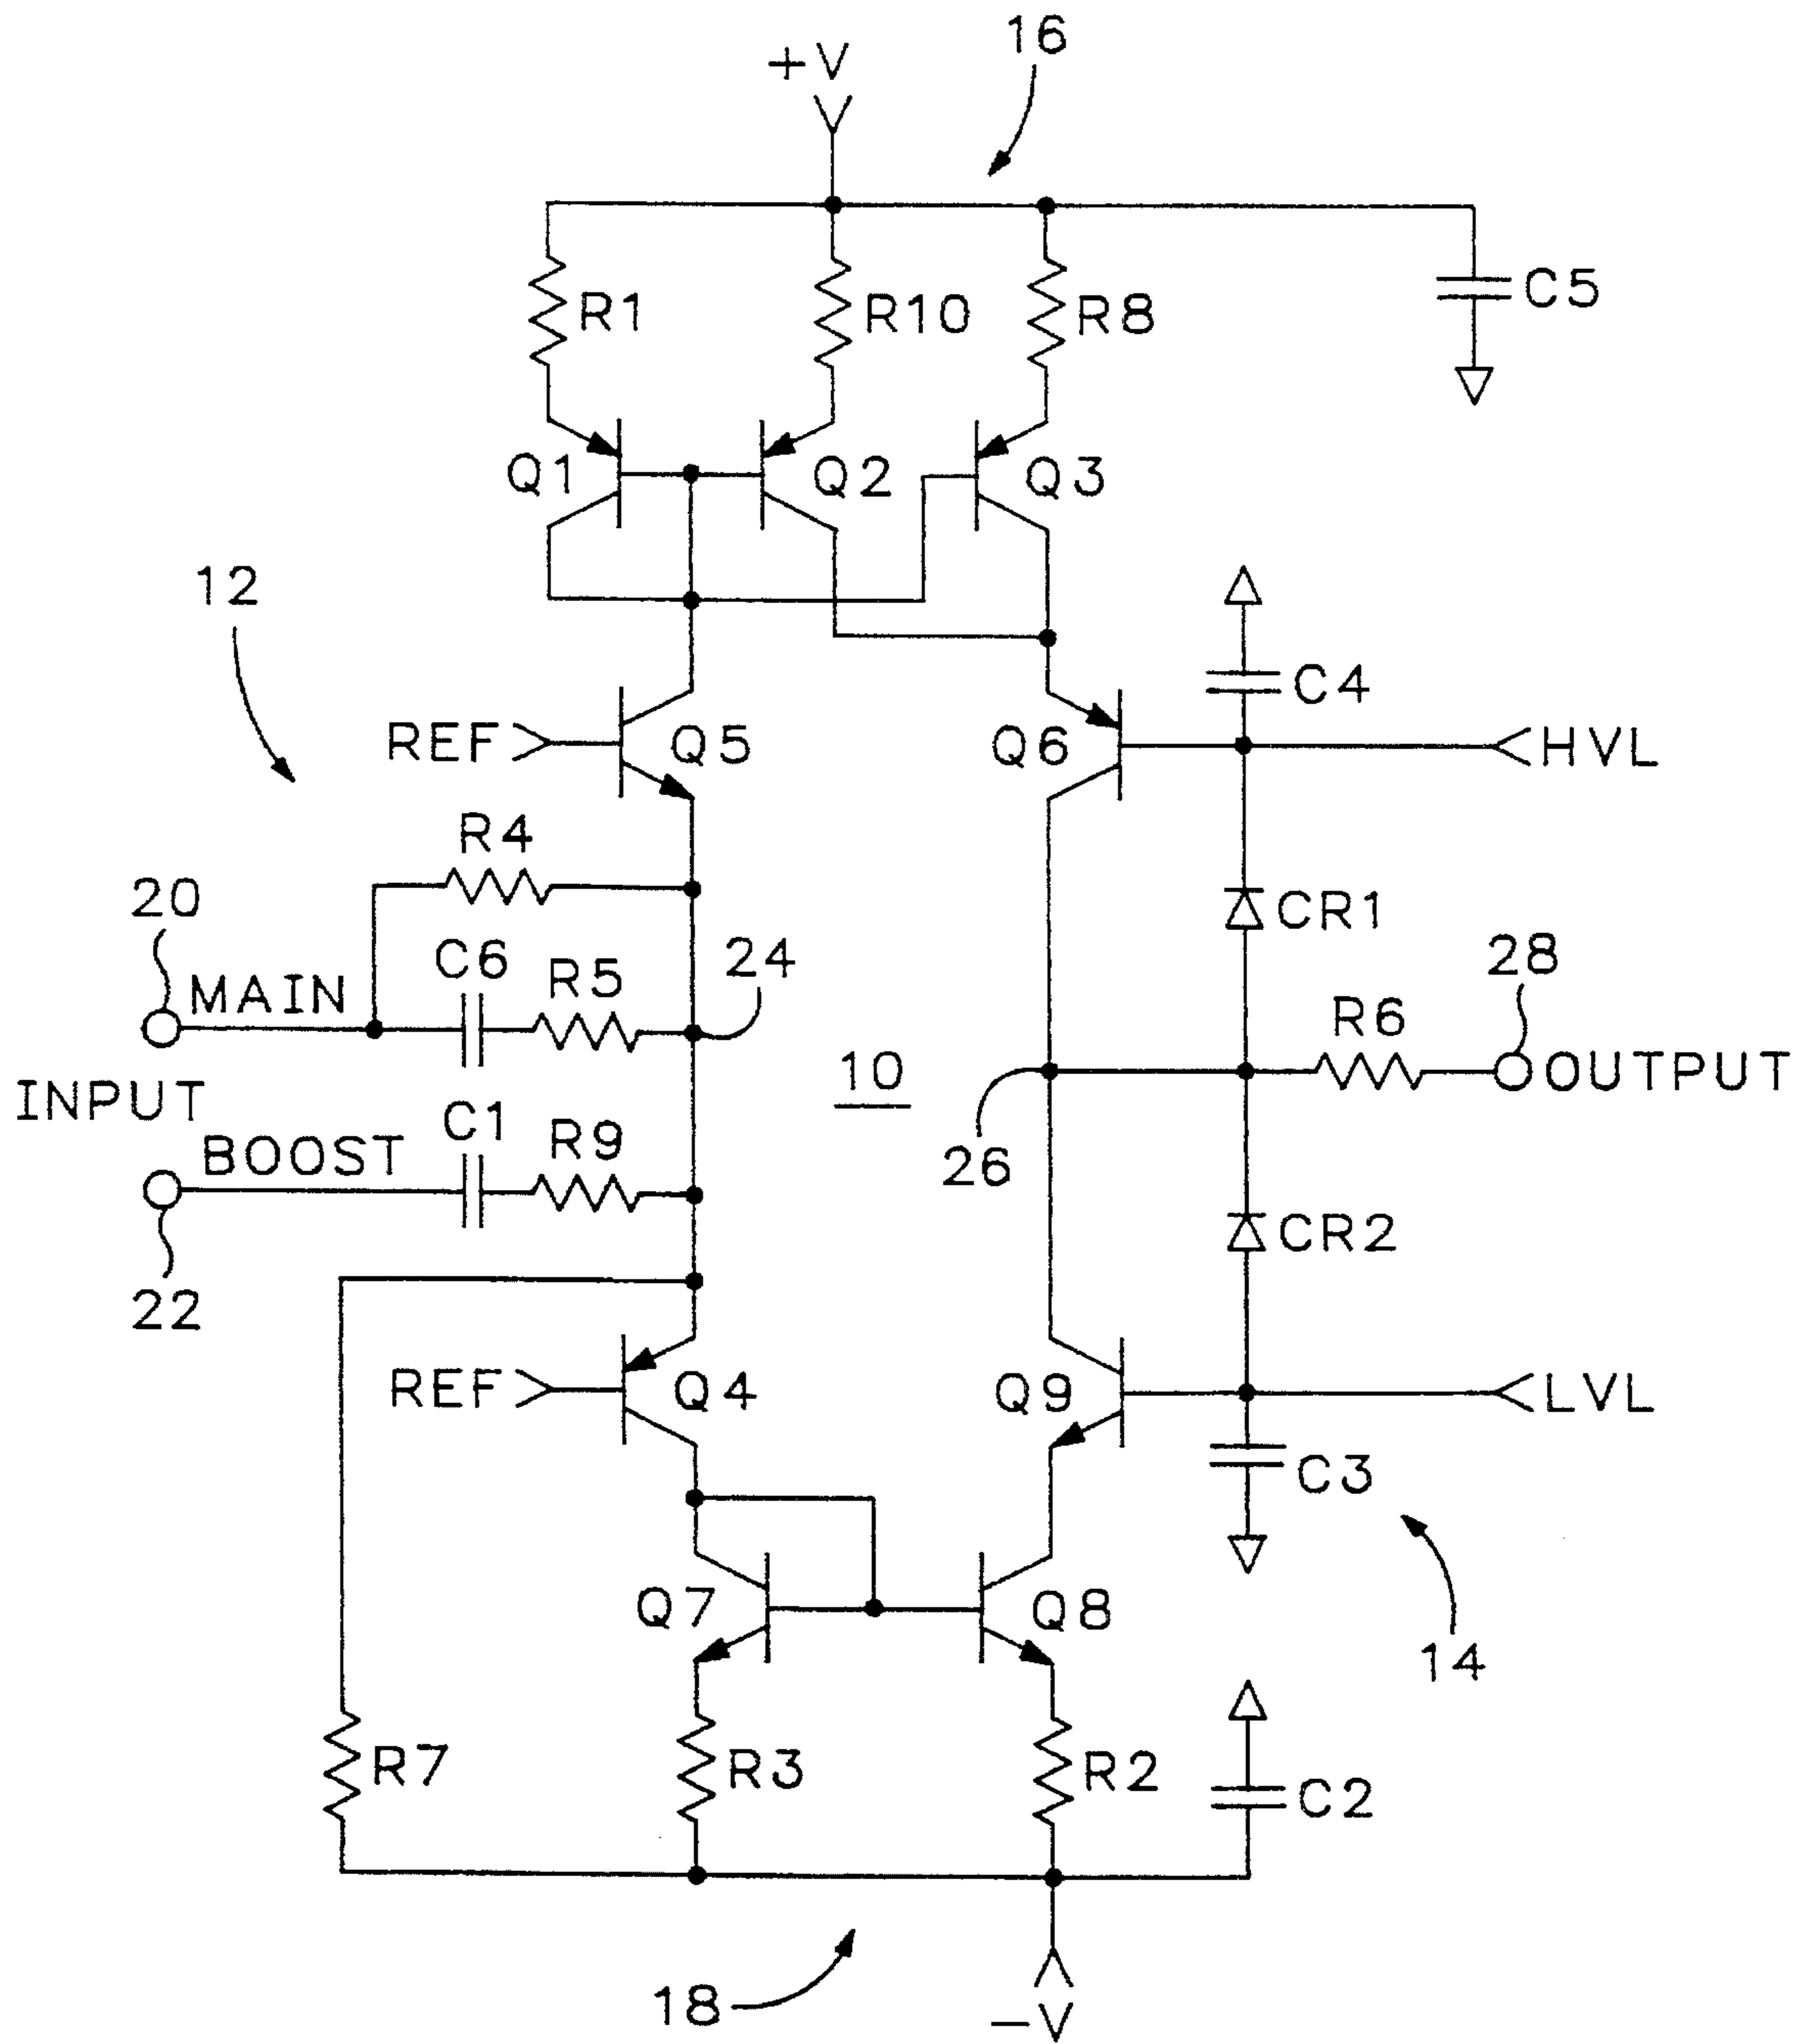 16
+V
R1
R10
R8
C5
Q1
Q2
Q3
12
C4
REF
Q5
Q6
HVL
R4
20
CR1
MAIN
C6
R5
24
28
R6
INPUT
10
OUTPUT
BOOST
C1
R9
26
22
CR2
REF
Q4
Q9
LVL
C3
Q7
Q8
14
R7
R3
R2
C2
18
-V